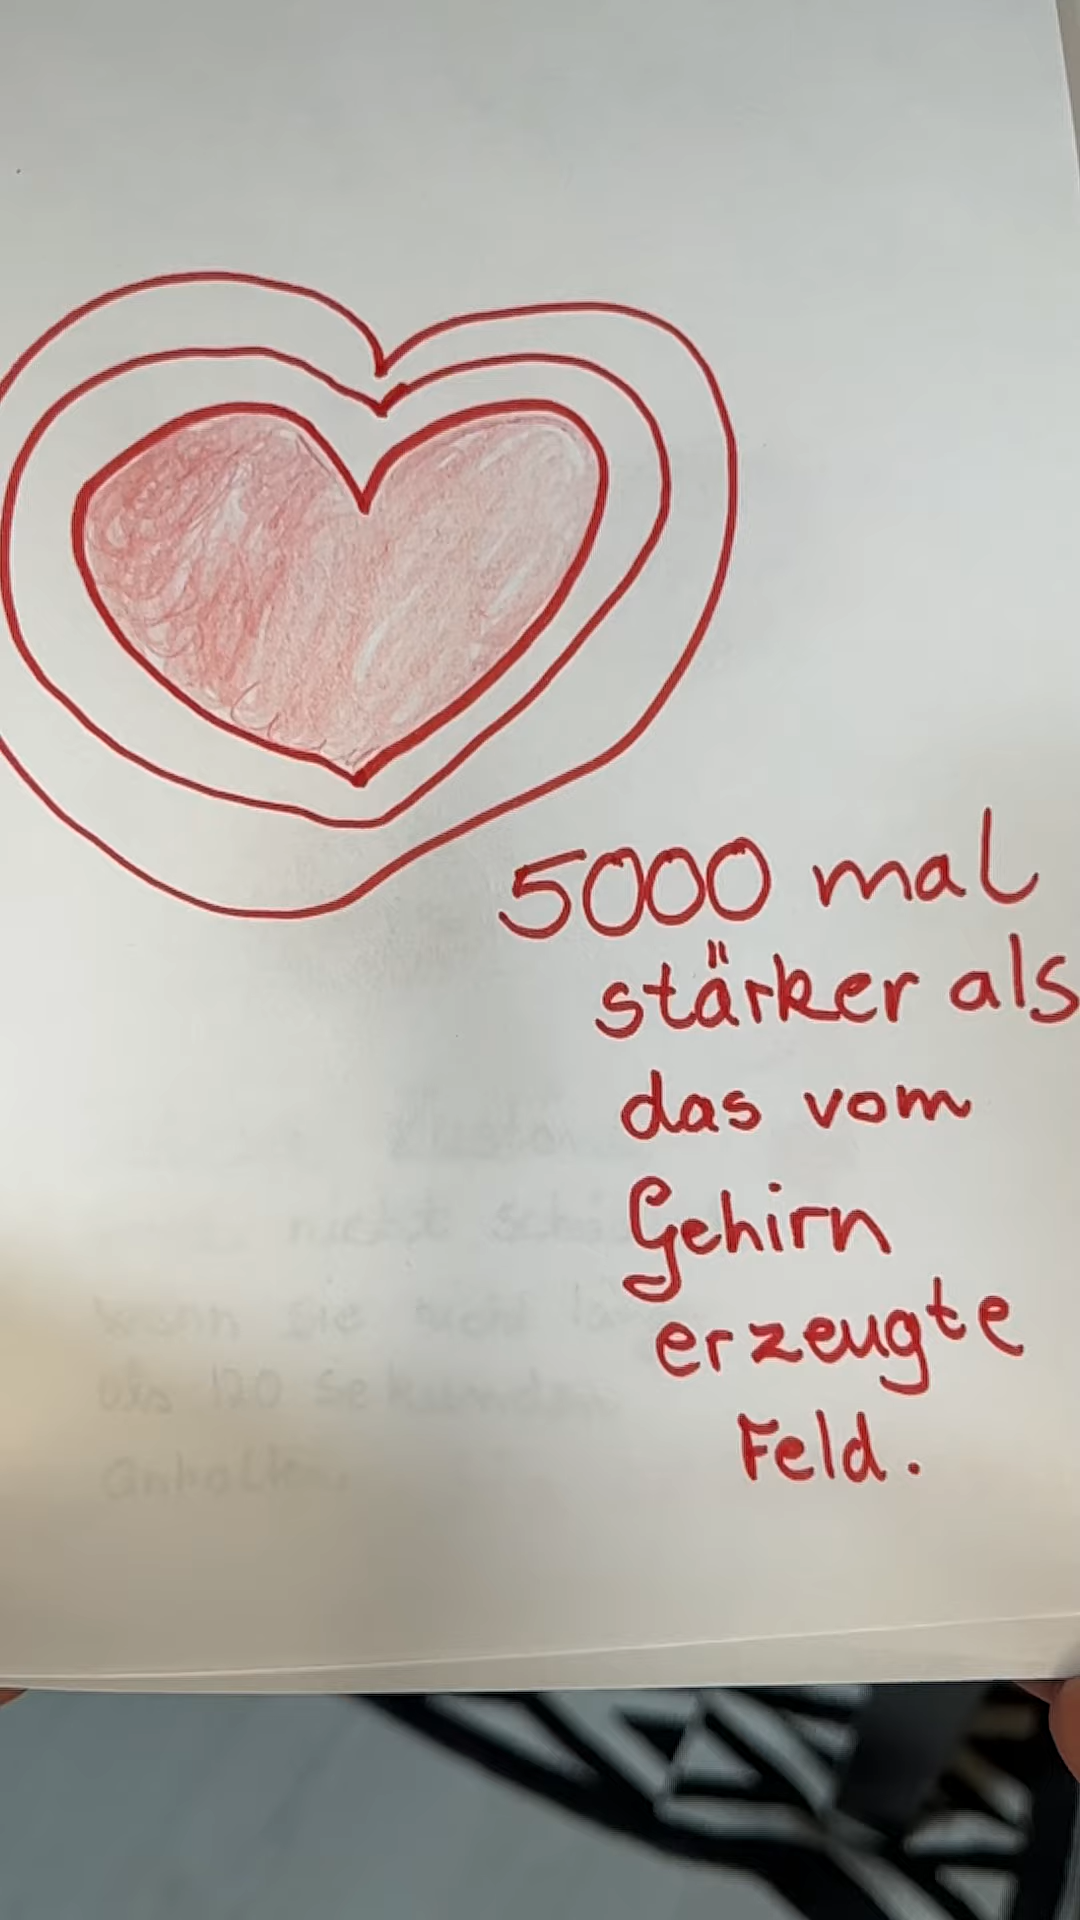 5000 mal
stärker als
das vom
Gehirn
erzeugte
Feld.